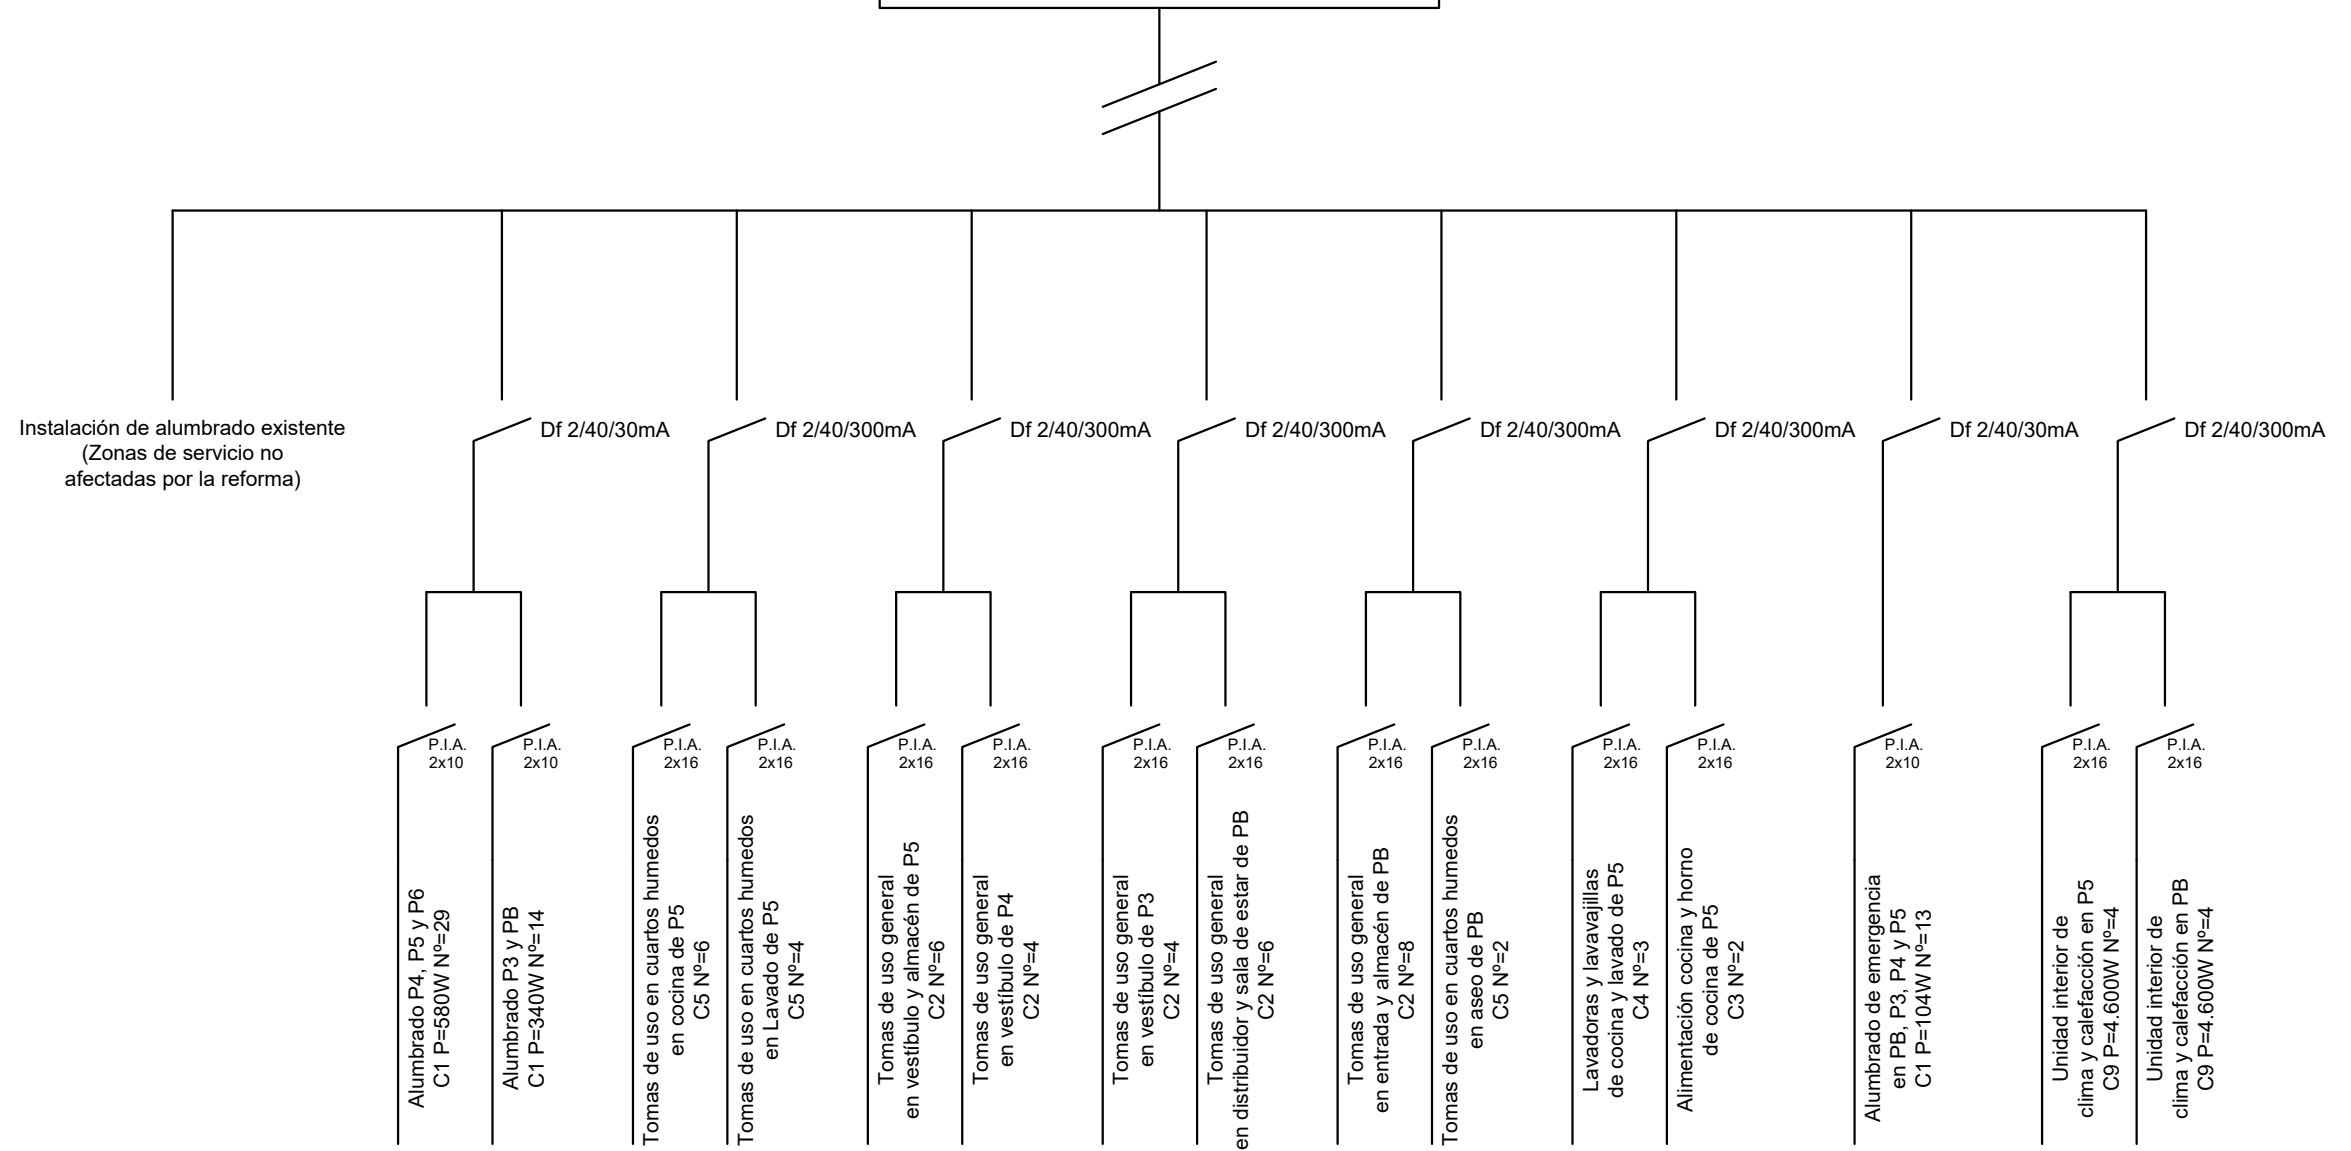 Instalación de alumbrado existente
(Zonas de servicio no
afectadas por la reforma)
Df 2/40/30mA
Df 2/40/300mA
Df 2/40/300mA
Df 2/40/300mA
Df 2/40/300mA
Df 2/40/300mA
Df 2/40/30mA
Df 2/40/300mA
P.I.A.
2x10
P.I.A.
2x10
P.I.A.
2x16
P.I.A.
2x16
P.I.A.
2x16
P.I.A.
2x16
P.I.A.
2x16
P.I.A.
2x16
P.I.A.
2x16
P.I.A.
2x16
P.I.A.
2x16
P.I.A.
2x16
P.I.A.
2x10
P.I.A.
2x16
P.I.A.
2x16
Alumbrado P4, P5 y P6
C1 P=580W Nº=29
Alumbrado P3 y PB
C1 P=340W Nº=14
Tomas de uso en cuartos humedos
en cocina de P5
C5 Nº=6
Tomas de uso en cuartos humedos
en Lavado de P5
C5 Nº=4
Tomas de uso general
en vestíbulo y almacén de P5
C2 Nº=6
Tomas de uso general
en vestíbulo de P4
C2 Nº=4
Tomas de uso general
en vestíbulo de P3
C2 Nº=4
Tomas de uso general
en distribuidor y sala de estar de PB
C2 Nº=6
Tomas de uso general
en entrada y almacén de PB
C2 Nº=8
Tomas de uso en cuartos humedos
en aseo de PB
C5 Nº=2
Lavadoras y lavavajillas
de cocina y lavado de P5
C4 Nº=3
Alimentación cocina y horno
de cocina de P5
C3 Nº=2
Alumbrado de emergencia
en PB, P3, P4 y P5
C1 P=104W Nº=13
Unidad interior de
clima y calefacción en P5
C9 P=4.600W Nº=4
Unidad interior de
clima y calefacción en PB
C9 P=4.600W Nº=4